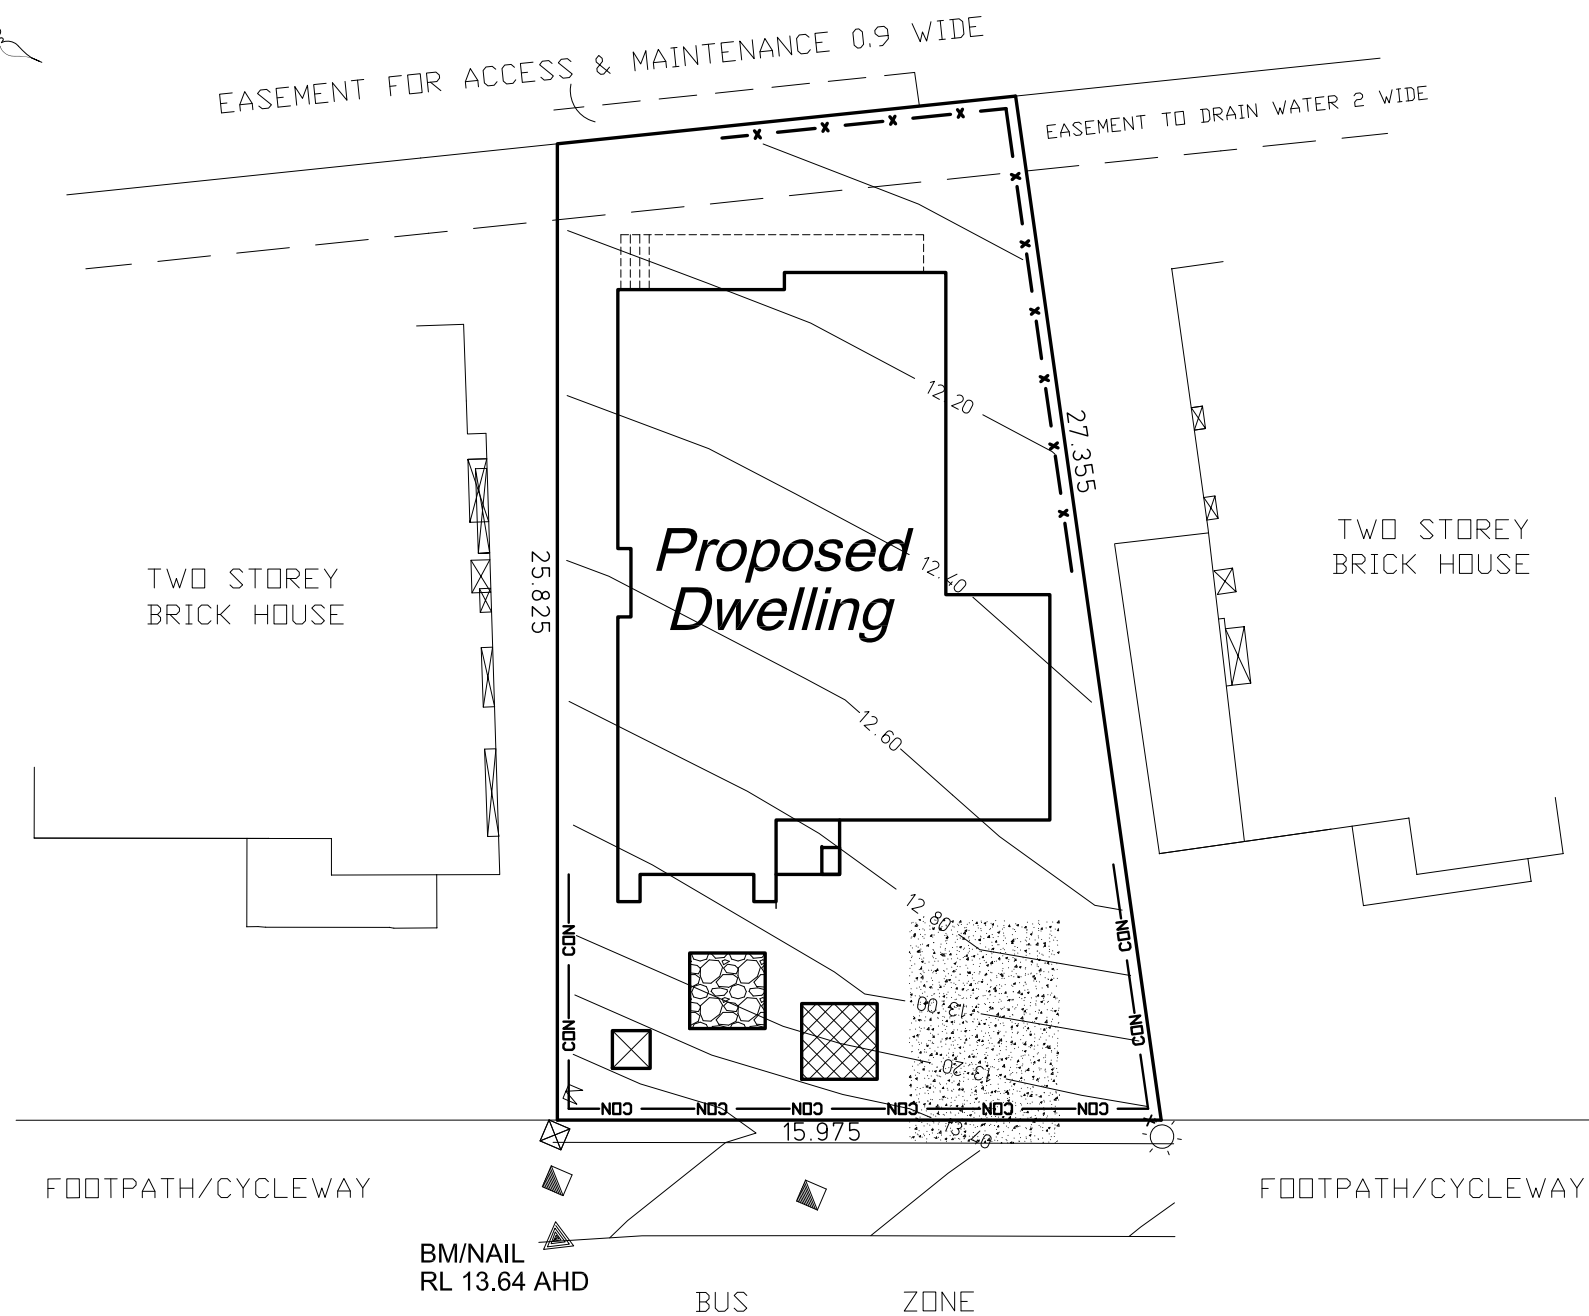 EASEMENT FOR ACCESS & MAINTENANCE 0.9 WIDE
EASEMENT TO DRAIN WATER 2 WIDE
12.20
27.355
TWO STOREY
BRICK HOUSE
25.825
Proposed
Dwelling
12.40
TWO STOREY
BRICK HOUSE
12.60
12.80
CON
CON
13.00
CON
CON
13.20
CON
CON
CON
CON
CON
CON
15.975
13.40
FOOTPATH/CYCLEWAY
FOOTPATH/CYCLEWAY
BM/NAIL
RL 13.64 AHD
BUS ZONE